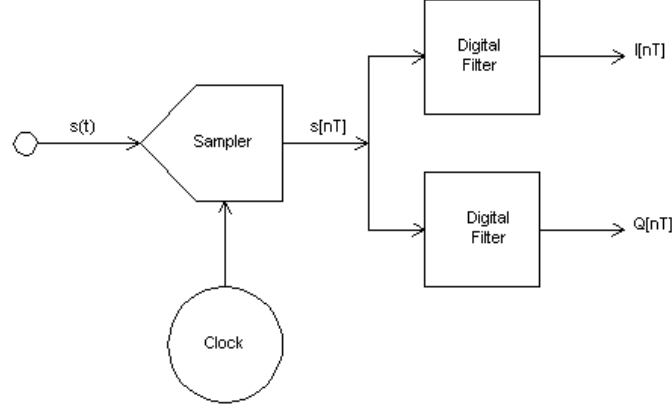 s(t)
Sampler
s[nT]
Digital
Filter
I[nT]
Digital
Filter
Q[nT]
Clock